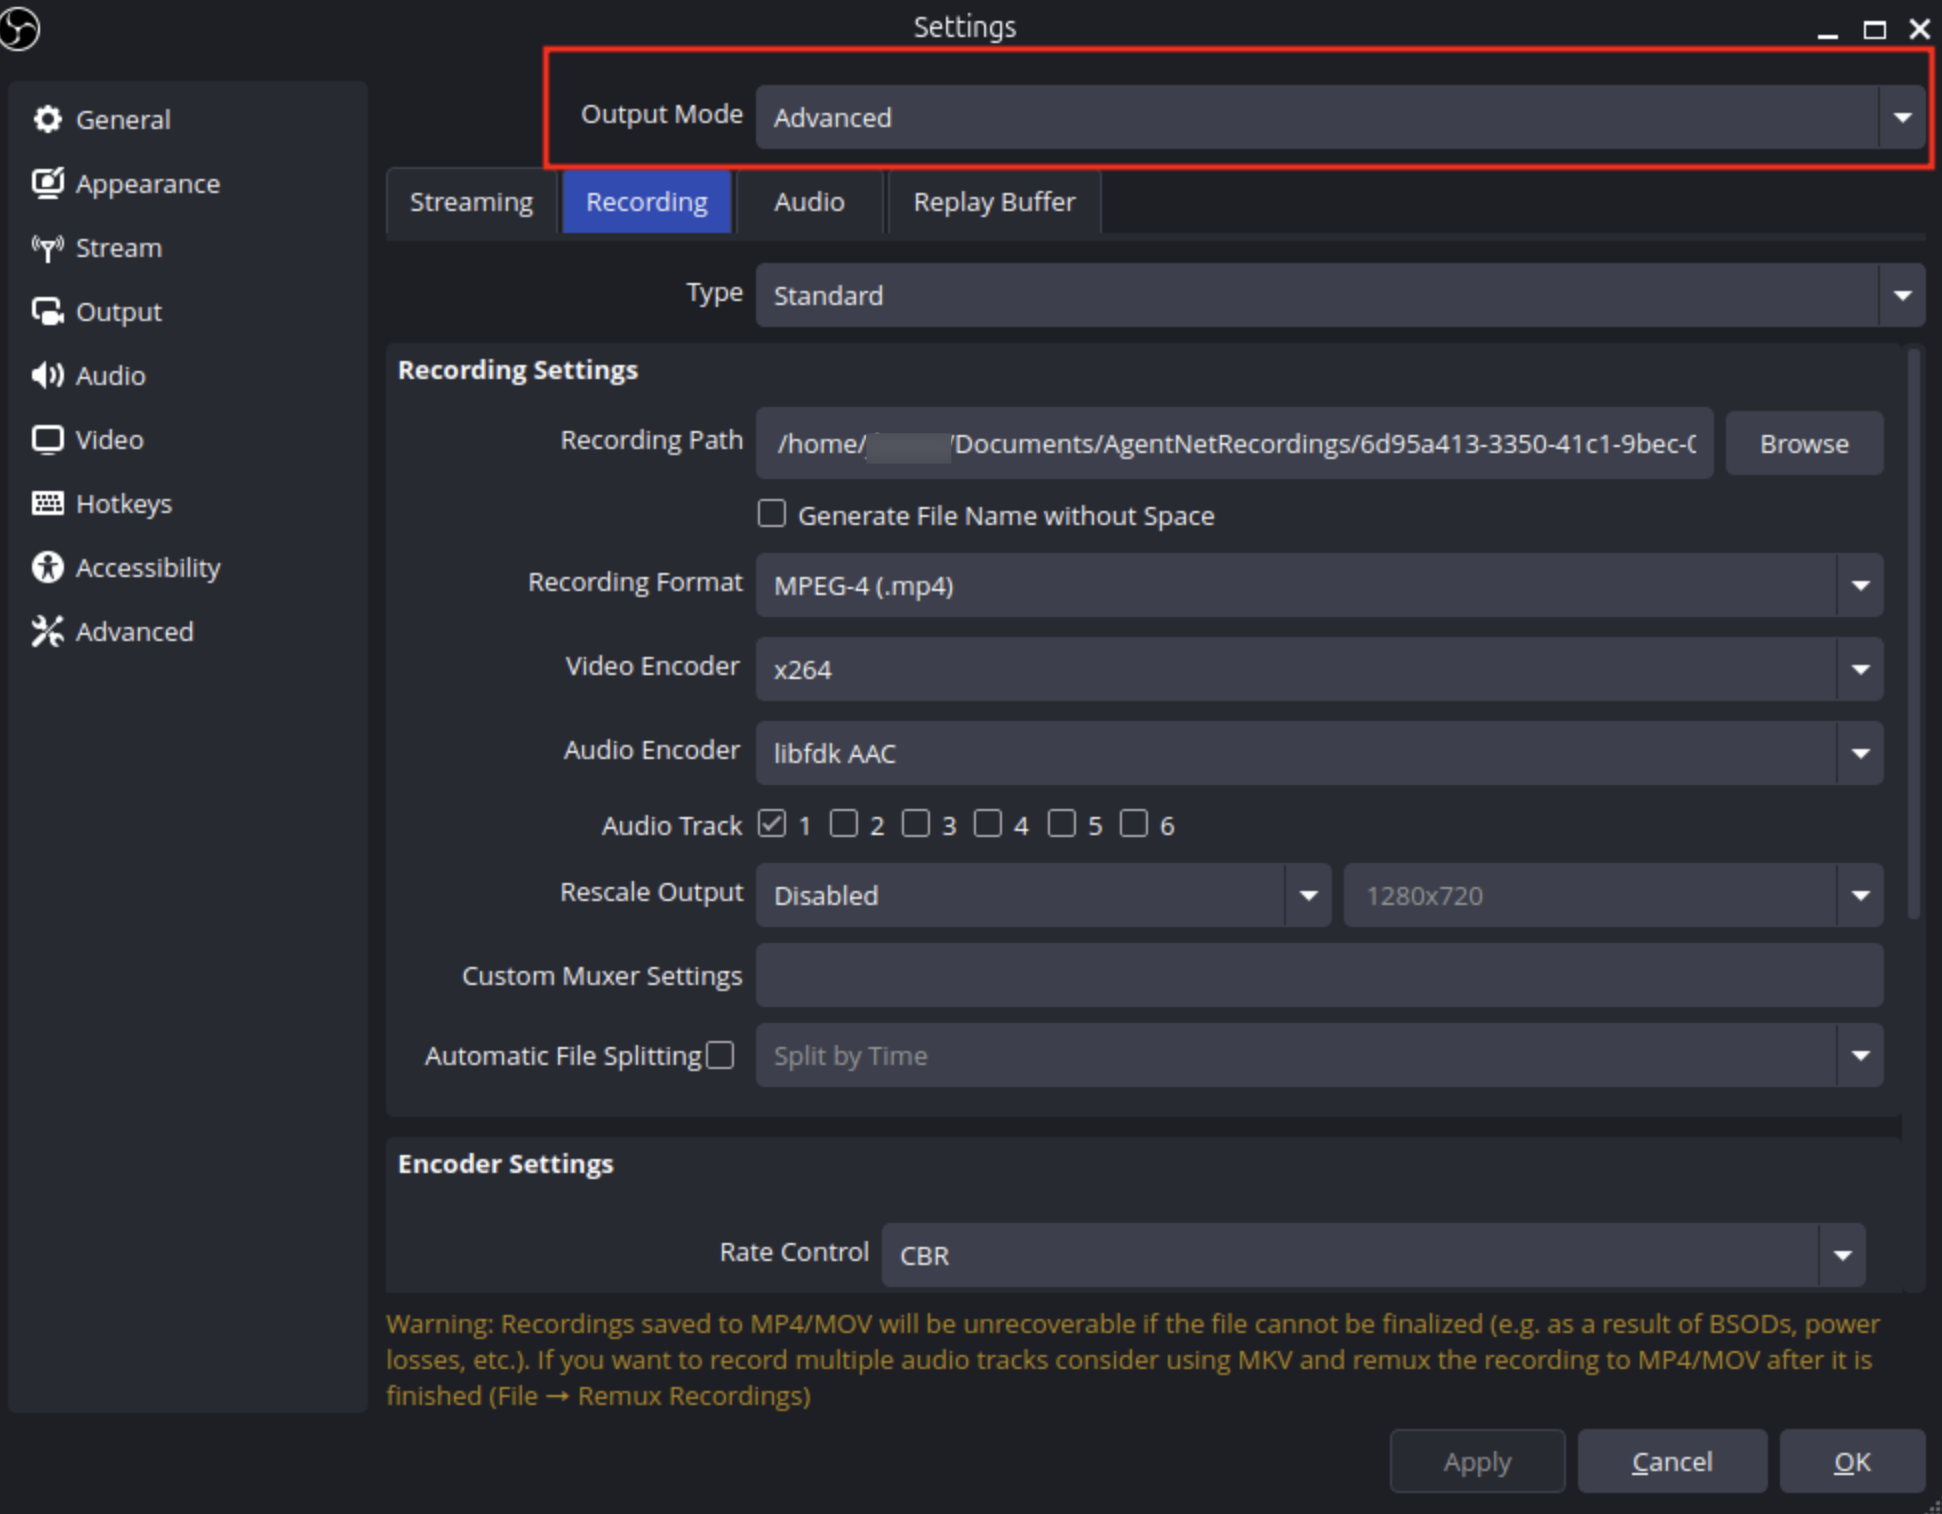 Settings
General
Appearance
Stream
Output
Audio
Video
Hotkeys
Accessibility
Advanced
Output Mode Advanced
Streaming Recording Audio Replay Buffer
Type Standard
Recording Settings
Recording Path /home/ /Documents/AgentNetRecordings/6d95a413-3350-41c1-9bec- Browse
Generate File Name without Space
Recording Format MPEG-4 (.mp4)
Video Encoder x264
Audio Encoder libfdk AAC
Audio Track 1 2 3 4 5 6
Rescale Output Disabled 1280x720
Custom Muxer Settings
Automatic File Splitting Split by Time
Encoder Settings
Rate Control CBR
Warning: Recordings saved to MP4/MOV will be unrecoverable if the file cannot be finalized (e.g. as a result of BSODs, power
losses, etc.). If you want to record multiple audio tracks consider using MKV and remux the recording to MP4/MOV after it is
finished (File → Remux Recordings)
Apply Cancel OK